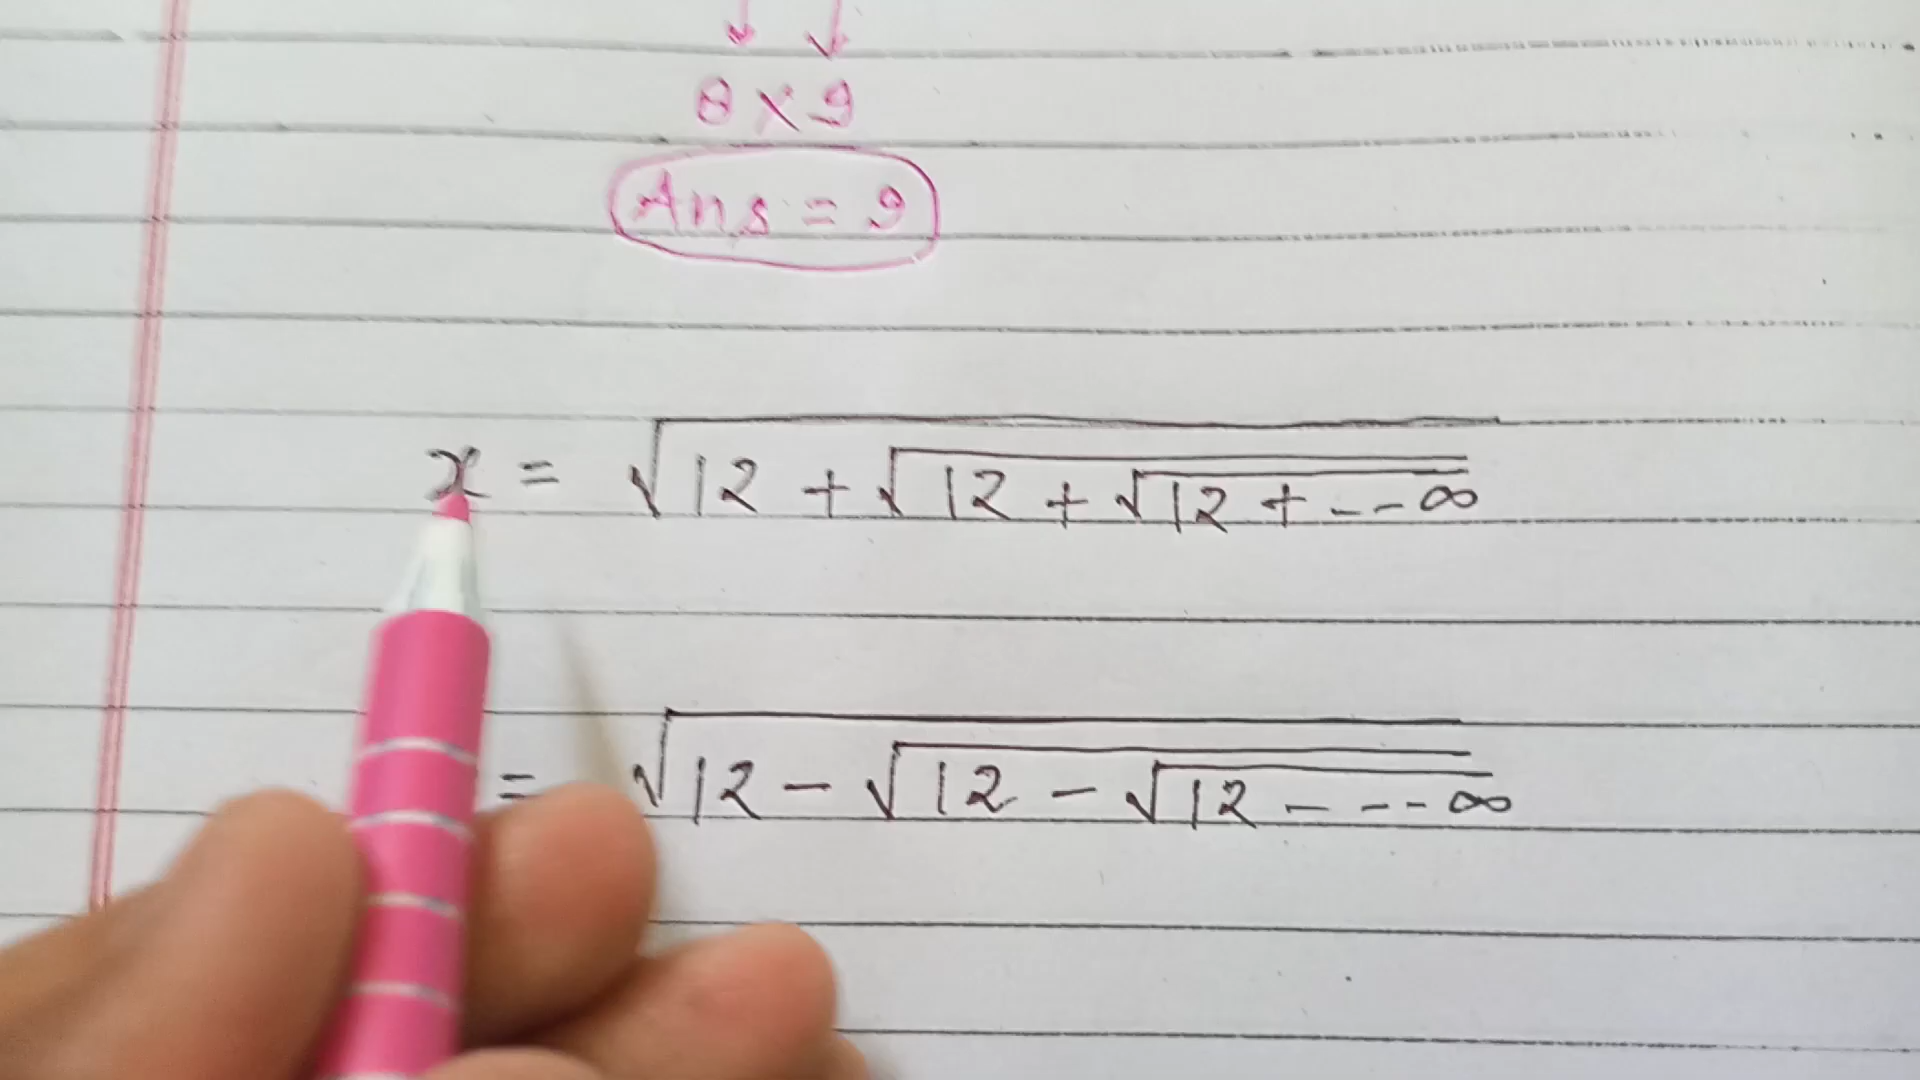 8 × 9
Ans = 9
x = √12 + √12 + √12 + --- ∞
= √12 - √12 - √12 - --- ∞